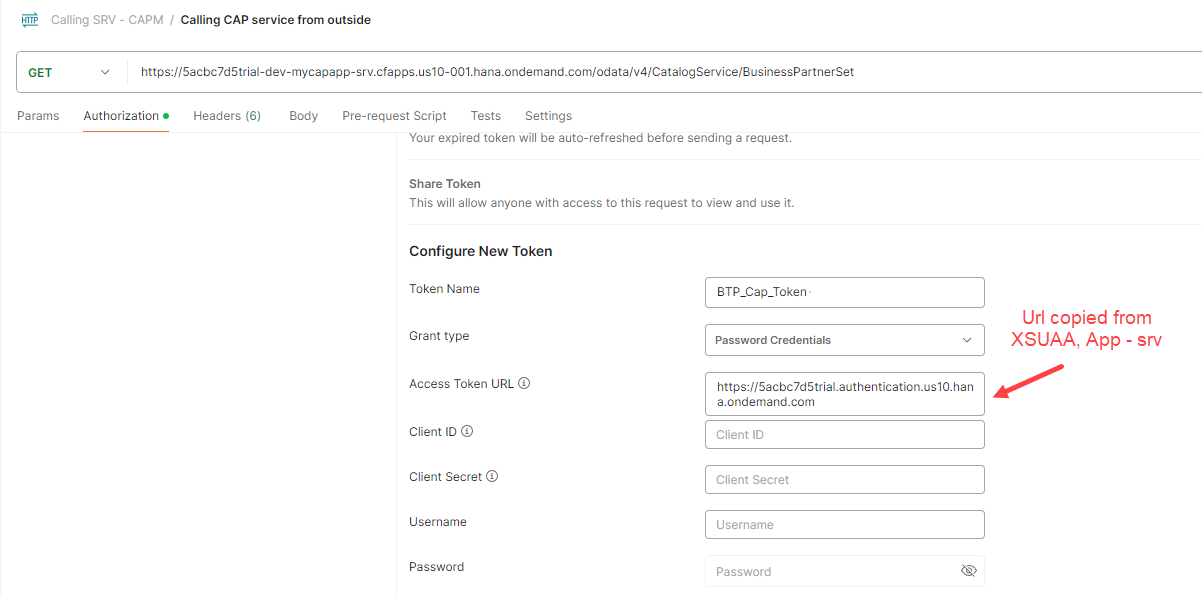 HTTP Calling SRV - CAPM / Calling CAP service from outside
GET https://5acbc7d5trial-dev-mycapapp-srv.cfapps.us10-001.hana.ondemand.com/odata/v4/CatalogService/BusinessPartnerSet
Params Authorization Headers (6) Body Pre-request Script Tests Settings
Your expired token will be auto-refreshed before sending a request.
Share Token
This will allow anyone with access to this request to view and use it.
Configure New Token
Token Name BTP_Cap_Token
Url copied from
XSUAA, App - srv
Grant type Password Credentials
Access Token URL https://5acbc7d5trial.authentication.us10.han
a.ondemand.com
Client ID Client ID
Client Secret Client Secret
Username Username
Password Password